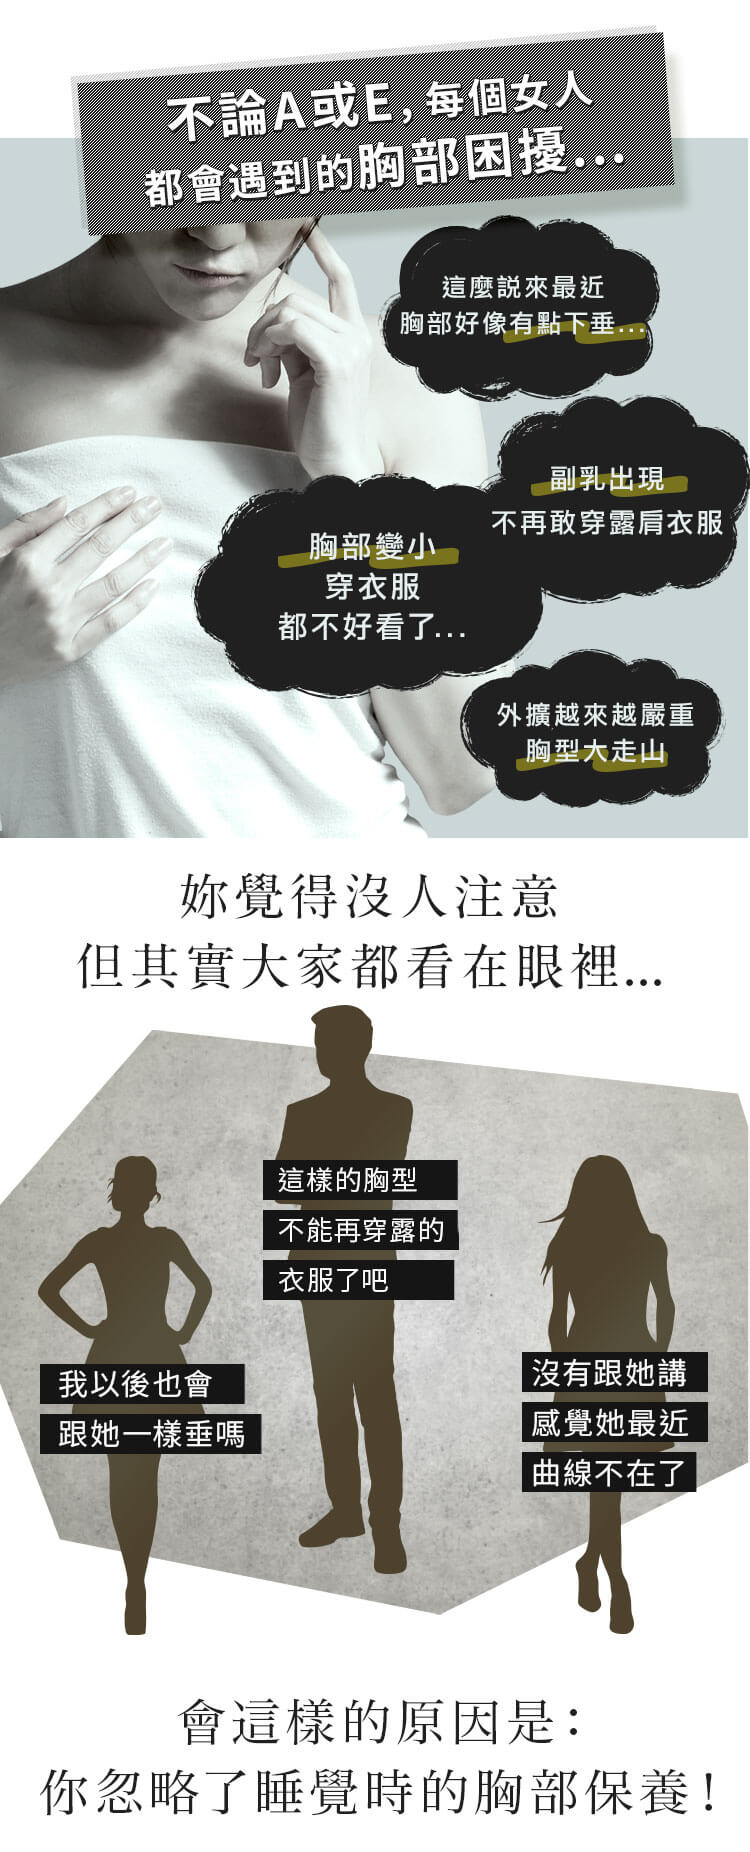 不論A或E，每個女人
都會遇到的胸部困擾...
這麼說來最近
胸部好像有點下垂...
副乳出現
不再敢穿露肩衣服
胸部變小
穿衣服
都不好看了...
外擴越來越嚴重
胸型大走山
妳覺得沒人注意
但其實大家都看在眼裡...
這樣的胸型
不能再穿露的
衣服了吧
我以後也會
跟她一樣垂嗎
沒有跟她講
感覺她最近
曲線不在了
會這樣的原因是：
你忽略了睡覺時的胸部保養！